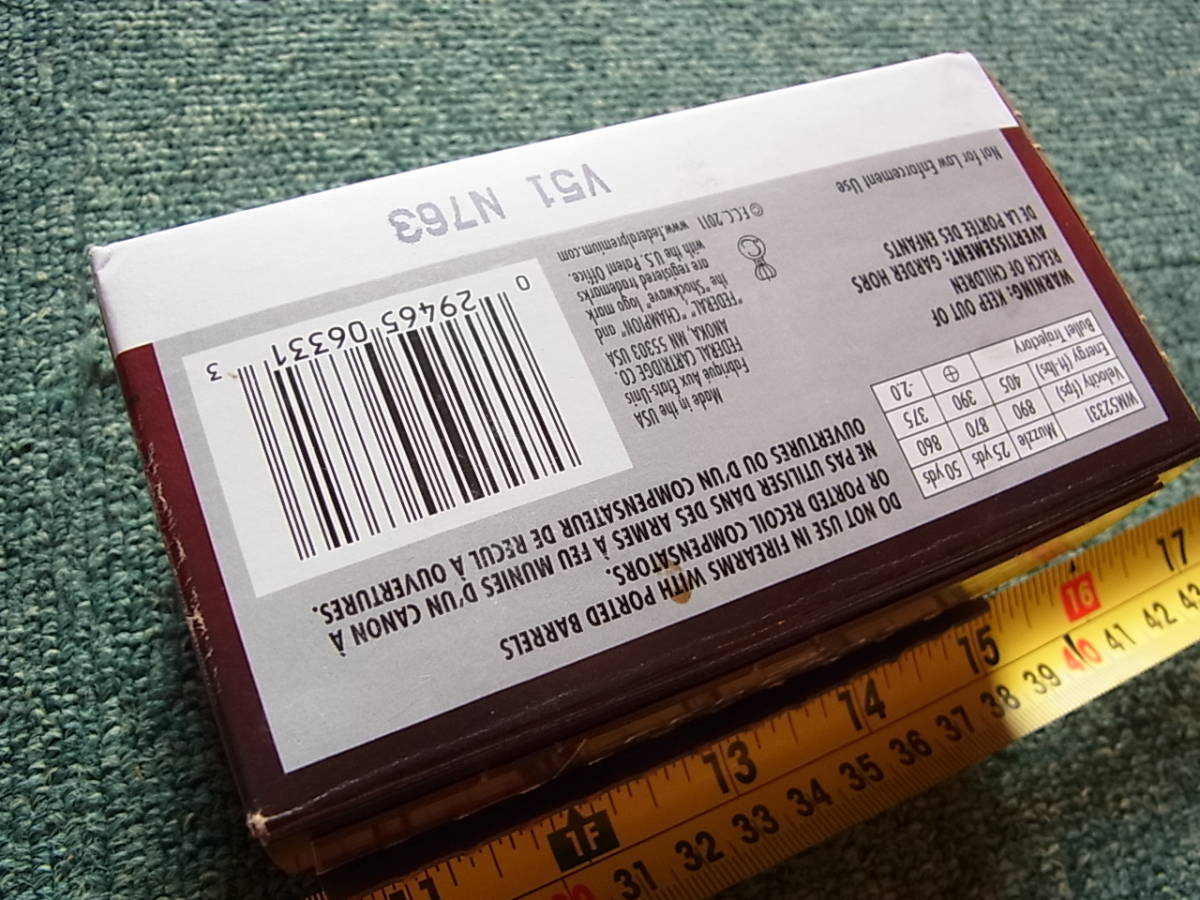 DO NOT USE IN FIREARMS WITH PORTED BARRELS
OR PORTED RECOIL COMPENSATORS.
NE PAS UTILISER DANS DES ARMES À FEU MUNIES D'UN CANON À
OUVERTURES OU D'UN COMPENSATEUR DE RECUL À OUVERTURES.
WM52331 Muzzle 25 yds 50 yds
Velocity (fps) 890 870 860
Energy (ft-lbs) 405 390 375
Bullet Trajectory ⊕ -2.0
WARNING: KEEP OUT OF
REACH OF CHILDREN
AVERTISSEMENT: GARDER HORS
DE LA PORTÉE DES ENFANTS
Not for Law Enforcement Use
Made in the USA
Fabriqué Aux États-Unis
FEDERAL CARTRIDGE CO
ANOKA, MN 55303 USA
"FEDERAL" "CHAMPION" and
the "Shockwave" logo mark
are registered trademarks
with the U.S. Patent Office.
www.federalpremium.com
© F.C.C. 2011
0 29465 06331 3
V51 N763
1F 13 14 15 16 17
31 32 33 34 35 36 37 38 39 40 41 42